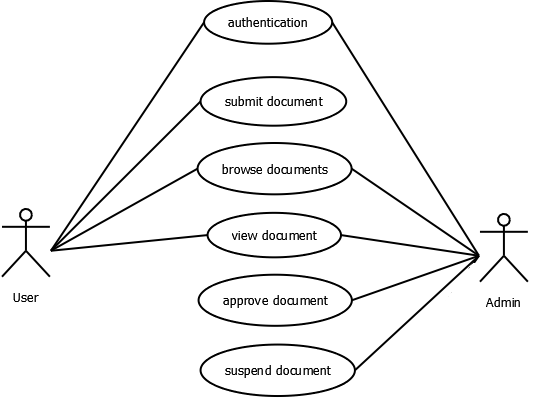 authentication
submit document
browse documents
view document
approve document
suspend document
User
Admin